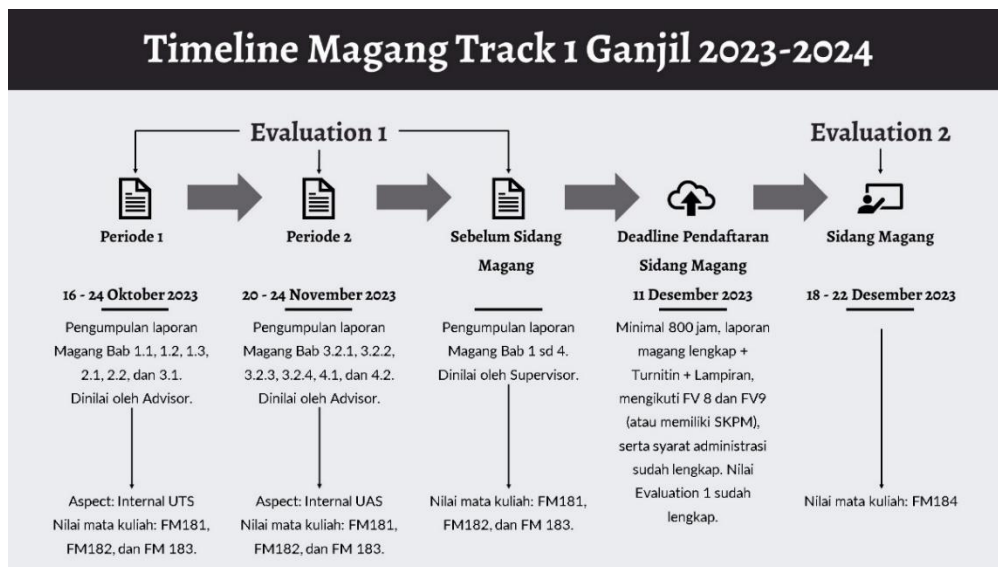 Timeline Magang Track 1 Ganjil 2023-2024
Evaluation 1
Evaluation 2
Periode 1
16 - 24 Oktober 2023
Pengumpulan laporan
Magang Bab 1.1, 1.2, 1.3,
2.1, 2.2, dan 3.1.
Dinilai oleh Advisor.
Aspect: Internal UTS
Nilai mata kuliah: FM181,
FM182, dan FM 183.
Periode 2
20 - 24 November 2023
Pengumpulan laporan
Magang Bab 3.2.1, 3.2.2,
3.2.3, 3.2.4, 4.1, dan 4.2.
Dinilai oleh Advisor.
Aspect: Internal UAS
Nilai mata kuliah: FM181,
FM182, dan FM 183.
Sebelum Sidang
Magang
Pengumpulan laporan
Magang Bab 1 sd 4.
Dinilai oleh Supervisor.
Nilai mata kuliah: FM181,
FM182, dan FM 183.
Deadline Pendaftaran
Sidang Magang
11 Desember 2023
Minimal 800 jam, laporan
magang lengkap +
Turnitin + Lampiran,
mengikuti FV 8 dan FV9
(atau memiliki SKPM),
serta syarat administrasi
sudah lengkap. Nilai
Evaluation 1 sudah
lengkap.
Sidang Magang
18 - 22 Desember 2023
Nilai mata kuliah: FM184